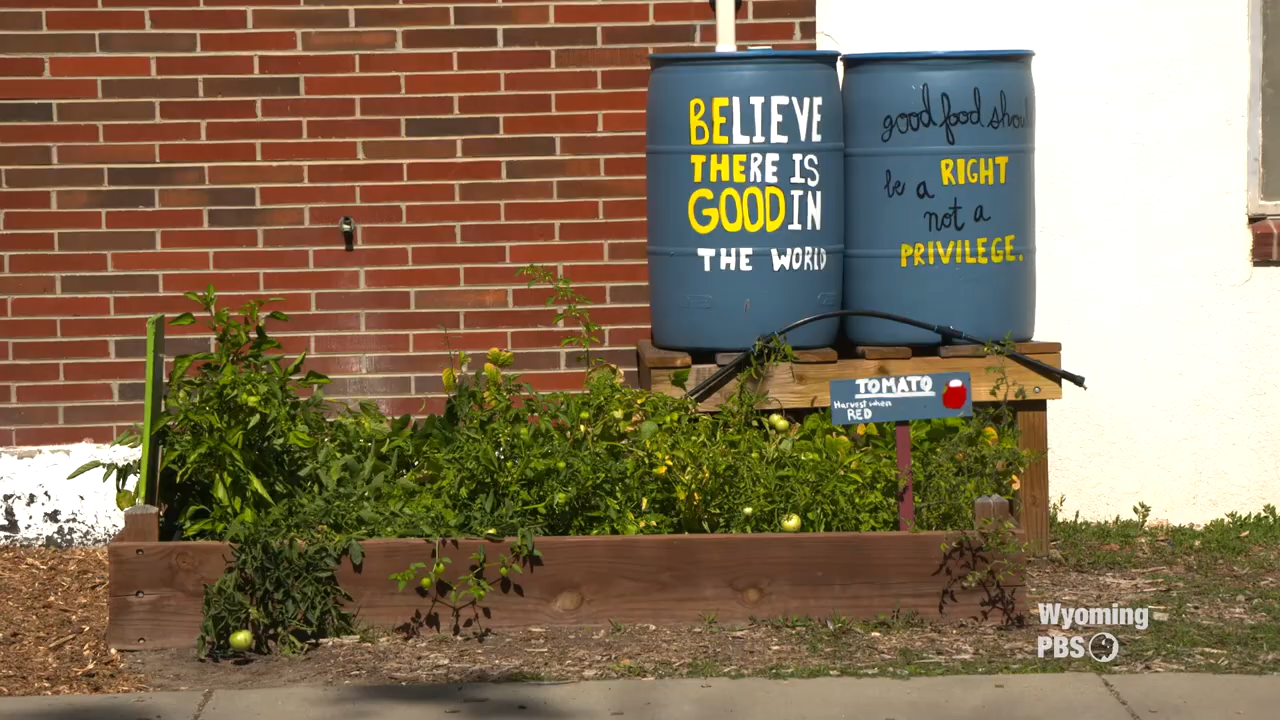 BELIEVE
THERE IS
GOOD IN
THE WORLD
good food shou
be a RIGHT
not a
PRIVILEGE.
TOMATO
Harvest when
RED
Wyoming
PBS